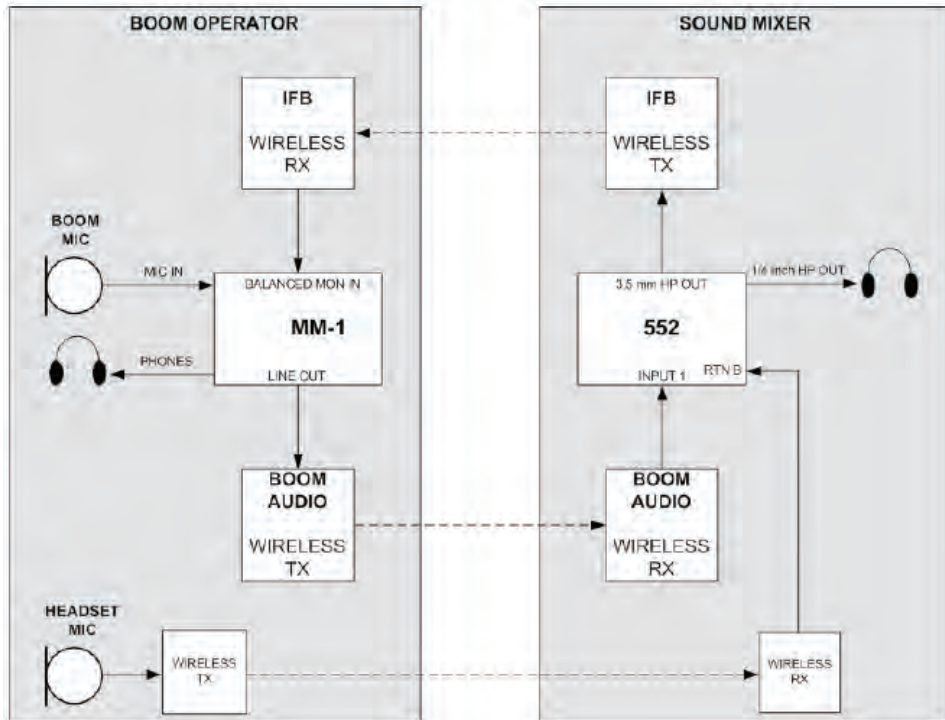 BOOM OPERATOR
SOUND MIXER
IFB
WIRELESS
RX
IFB
WIRELESS
TX
BOOM
MIC
MIC IN
BALANCED MON IN
MM-1
LINE OUT
PHONES
3.5 mm HP OUT
552
INPUT 1
RTN B
1/4 inch HP OUT
BOOM
AUDIO
WIRELESS
TX
BOOM
AUDIO
WIRELESS
RX
HEADSET
MIC
WIRELESS
TX
WIRELESS
RX